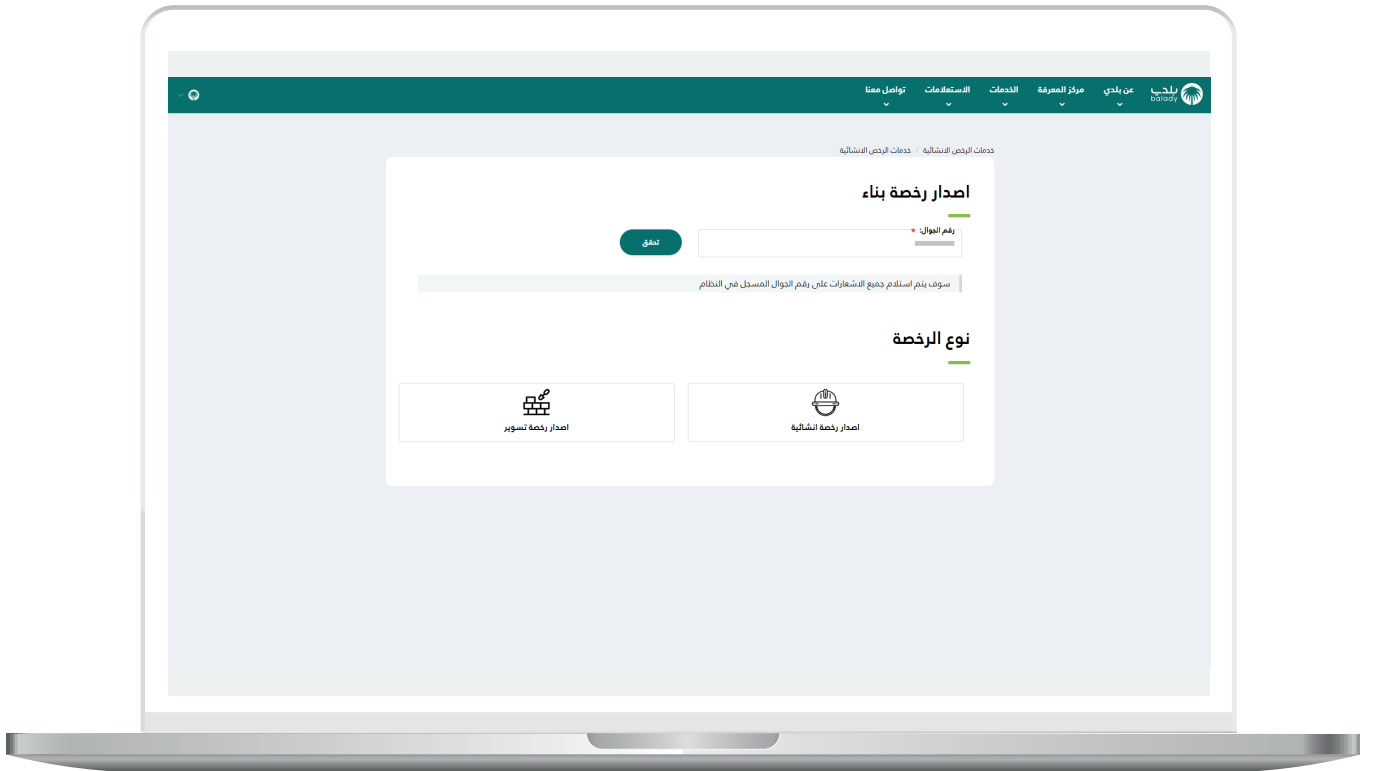 بلدي
balady
عن بلدي
مركز المعرفة
الخدمات
الاستعلامات
تواصل معنا
خدمات الرخص الانشائية / خدمات الرخص الانشائية
اصدار رخصة بناء
رقم الجوال: *
تحقق
سوف يتم استلام جميع الاشعارات على رقم الجوال المسجل في النظام
نوع الرخصة
اصدار رخصة انشائية
اصدار رخصة تسوير